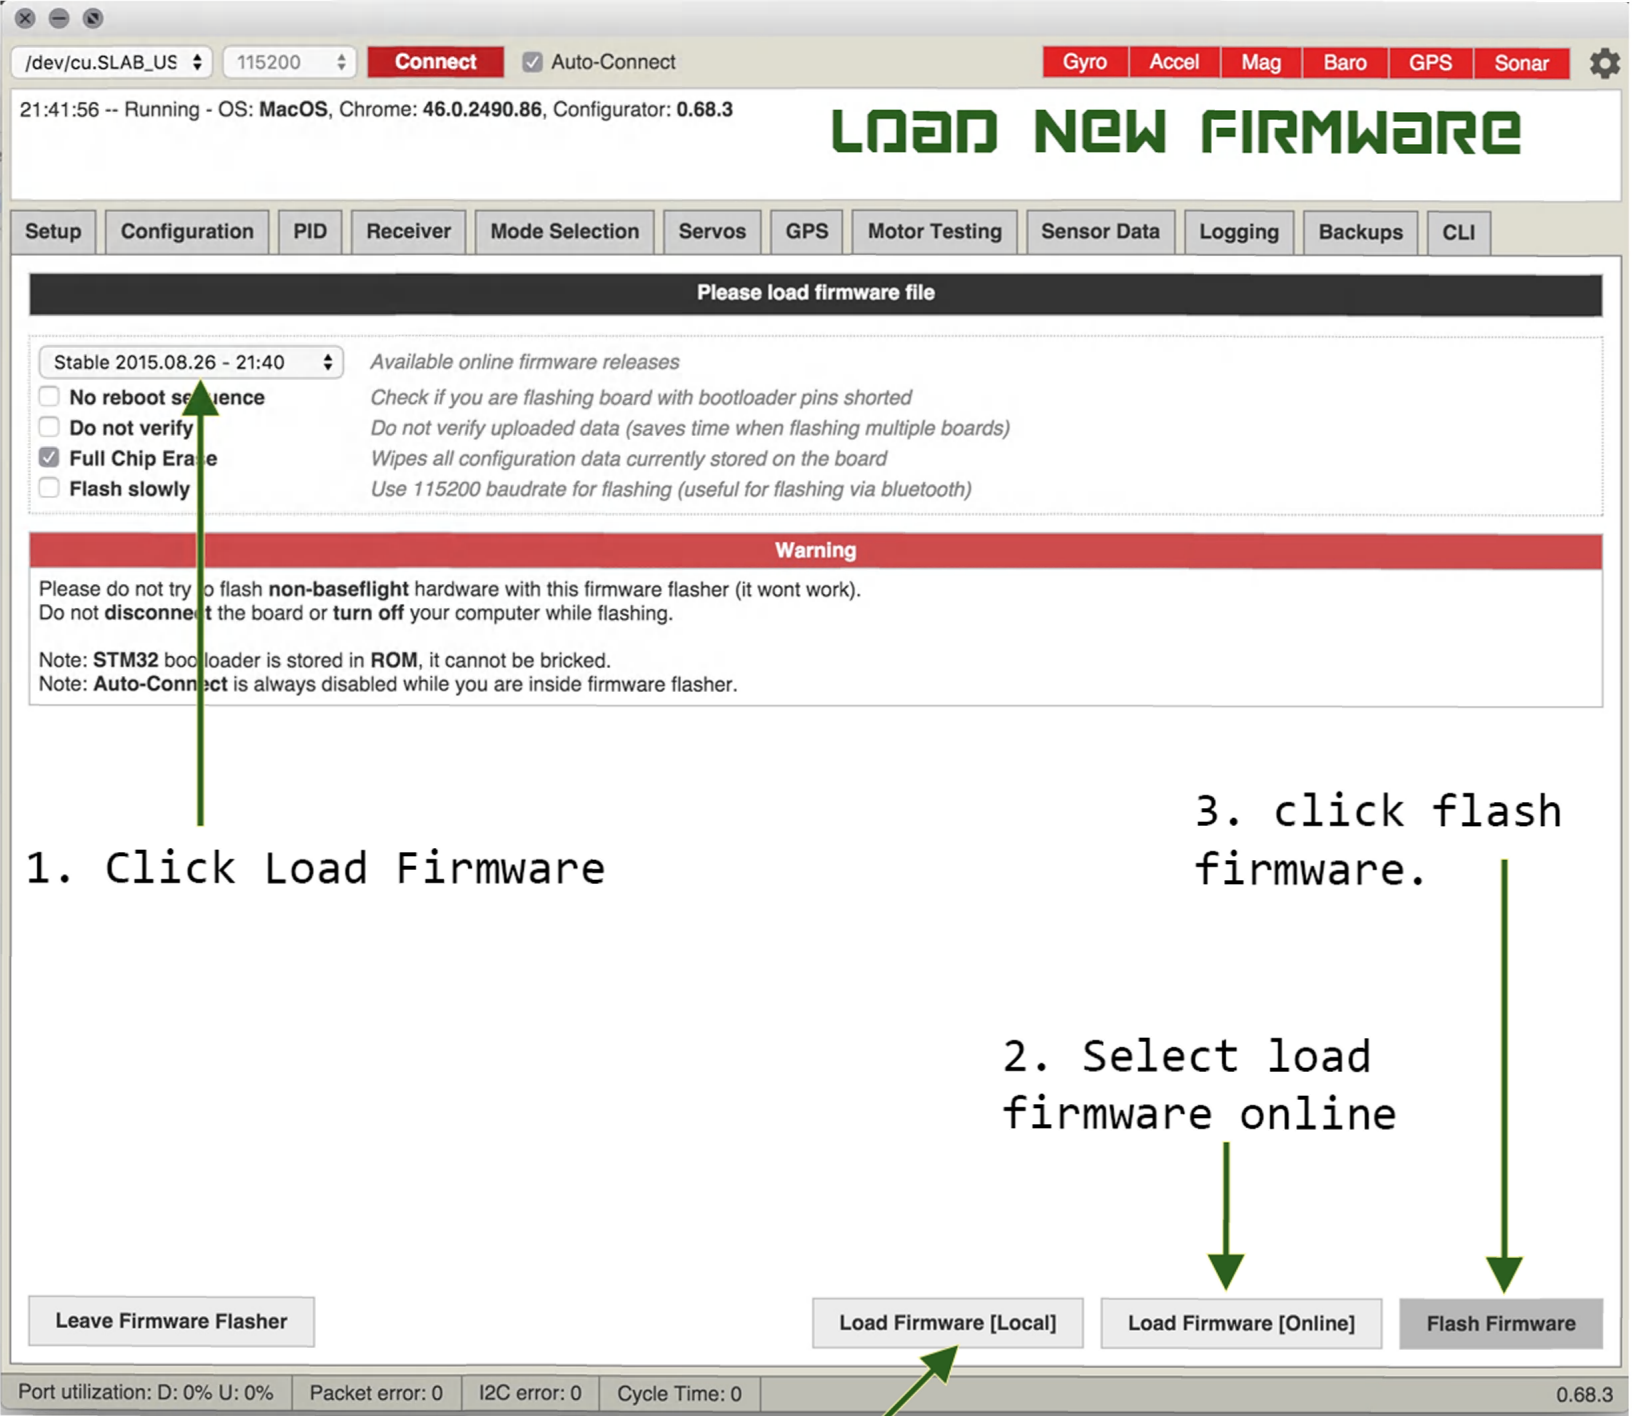 /dev/cu.SLAB_US 115200 Connect Auto-Connect Gyro Accel Mag Baro GPS Sonar
21:41:56 -- Running - OS: MacOS, Chrome: 46.0.2490.86, Configurator: 0.68.3
LOAD NEW FIRMWARE
Setup Configuration PID Receiver Mode Selection Servos GPS Motor Testing Sensor Data Logging Backups CLI
Please load firmware file
Stable 2015.08.26 - 21:40 Available online firmware releases
No reboot sequence Check if you are flashing board with bootloader pins shorted
Do not verify Do not verify uploaded data (saves time when flashing multiple boards)
Full Chip Erase Wipes all configuration data currently stored on the board
Flash slowly Use 115200 baudrate for flashing (useful for flashing via bluetooth)
Warning
Please do not try to flash non-baseflight hardware with this firmware flasher (it wont work).
Do not disconnect the board or turn off your computer while flashing.
Note: STM32 bootloader is stored in ROM, it cannot be bricked.
Note: Auto-Connect is always disabled while you are inside firmware flasher.
1. Click Load Firmware
3. click flash
firmware.
2. Select load
firmware online
Leave Firmware Flasher Load Firmware [Local] Load Firmware [Online] Flash Firmware
Port utilization: D: 0% U: 0% Packet error: 0 I2C error: 0 Cycle Time: 0 0.68.3